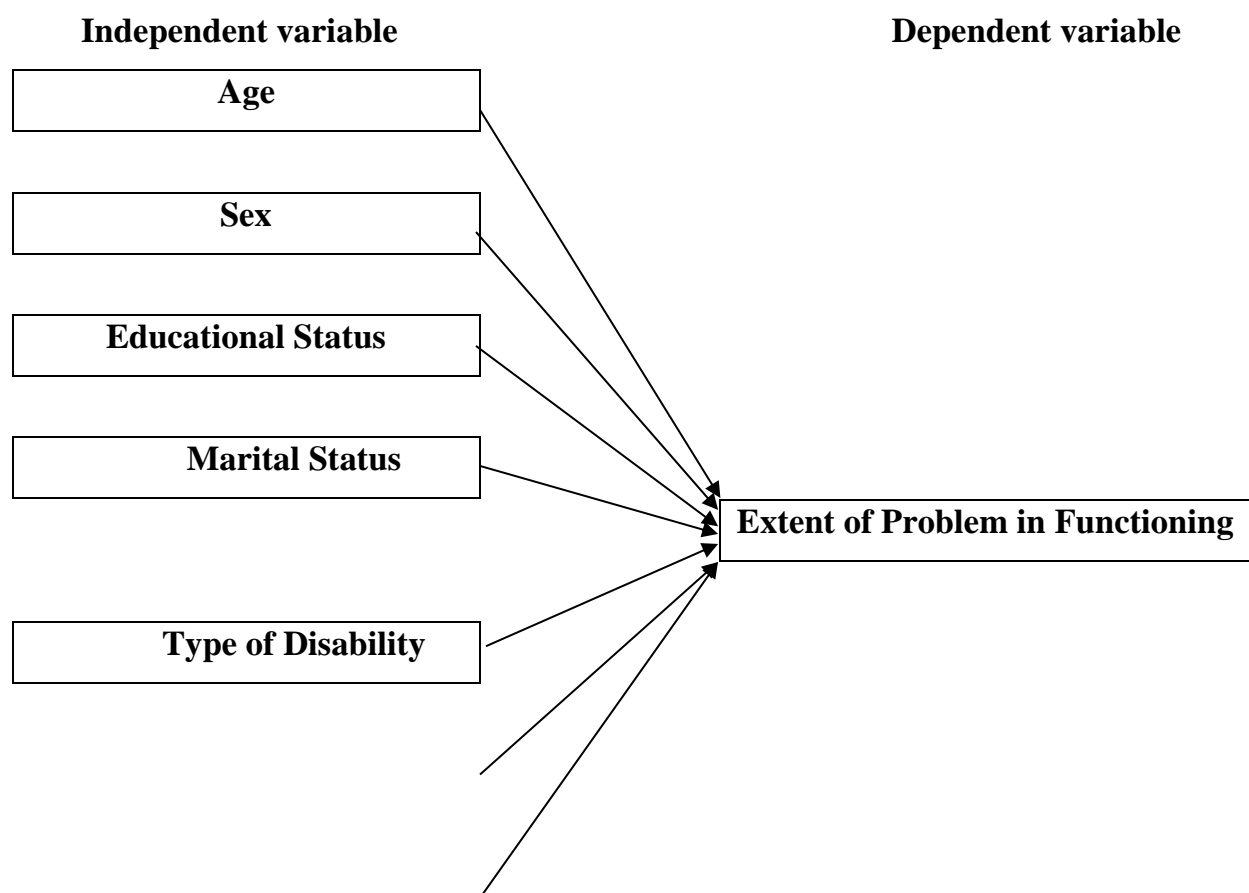 Independent variable
Dependent variable
Age
Sex
Educational Status
Marital Status
Extent of Problem in Functioning
Type of Disability